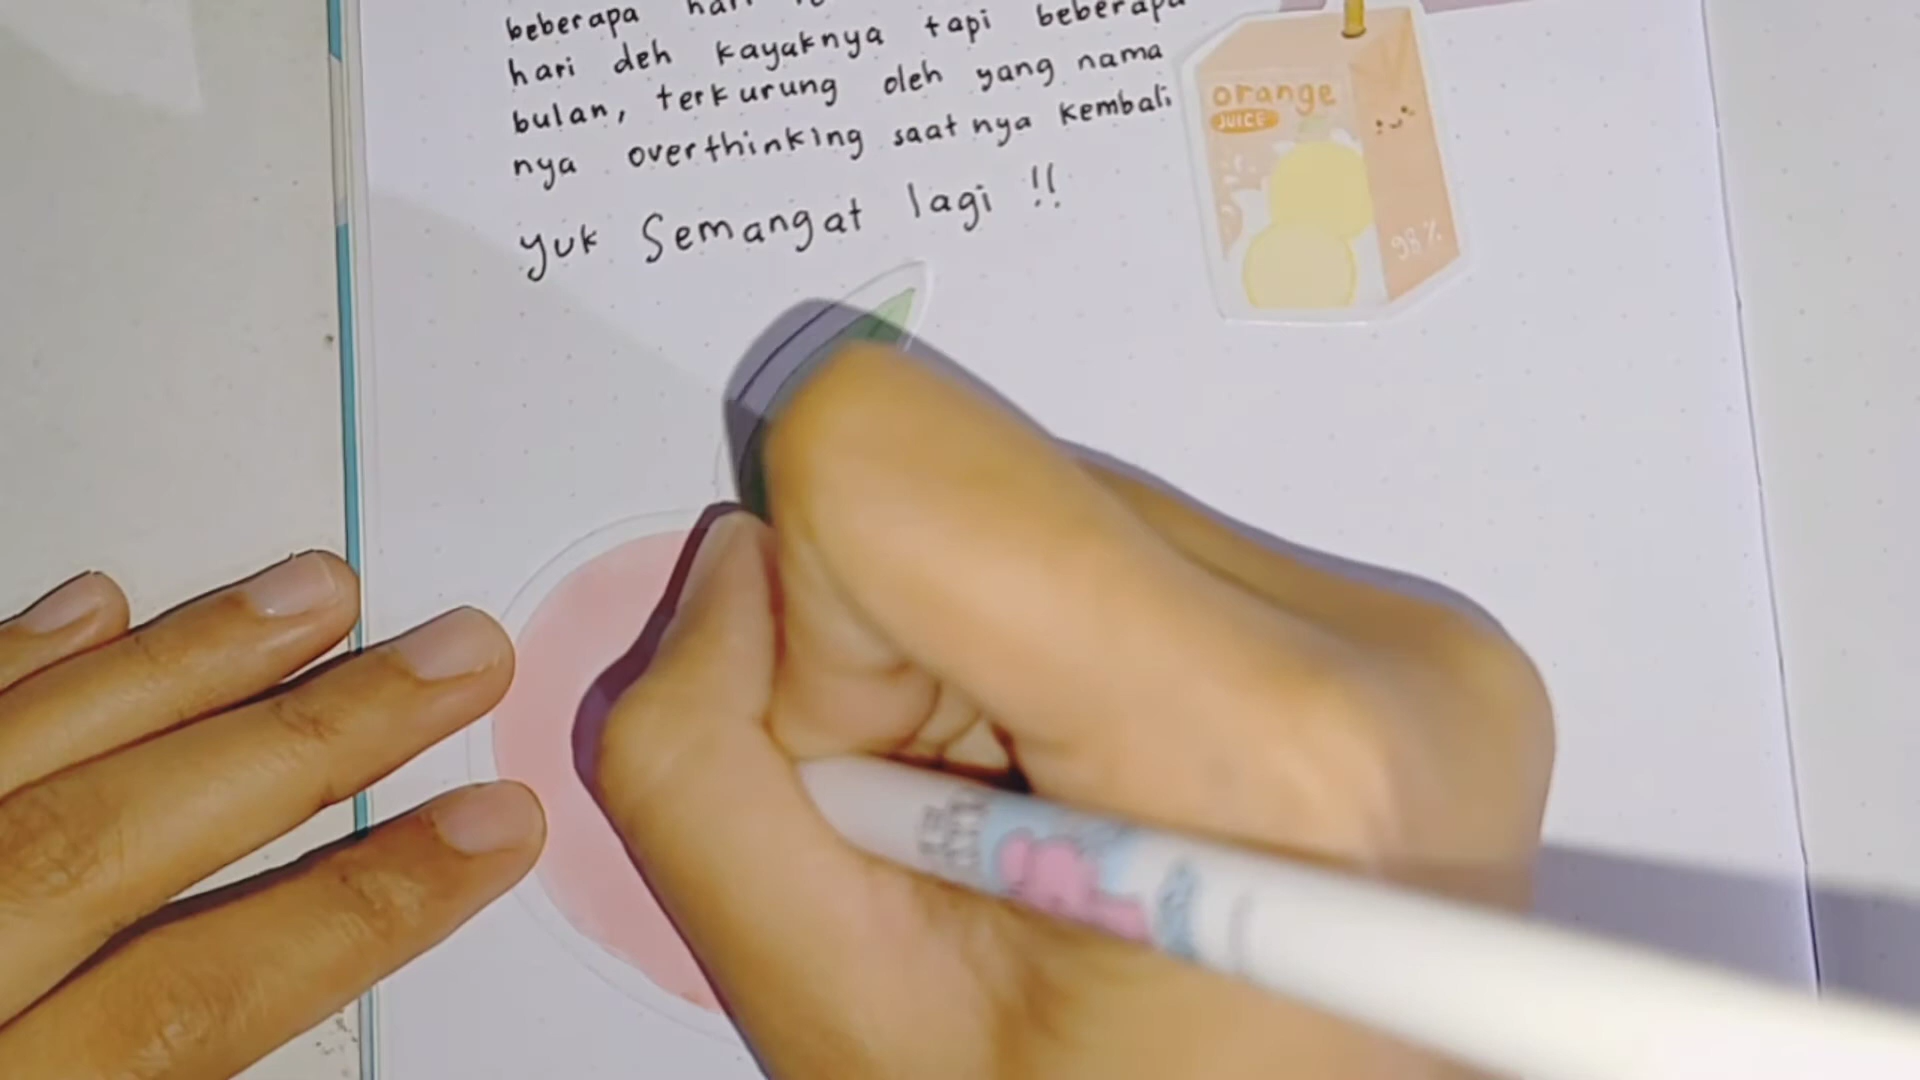 beberapa hari
hari deh kayaknya tapi beberapa
bulan, terkurung oleh yang nama
nya overthinking saat nya kembali
yuk Semangat lagi !!
orange
JUICE
98%